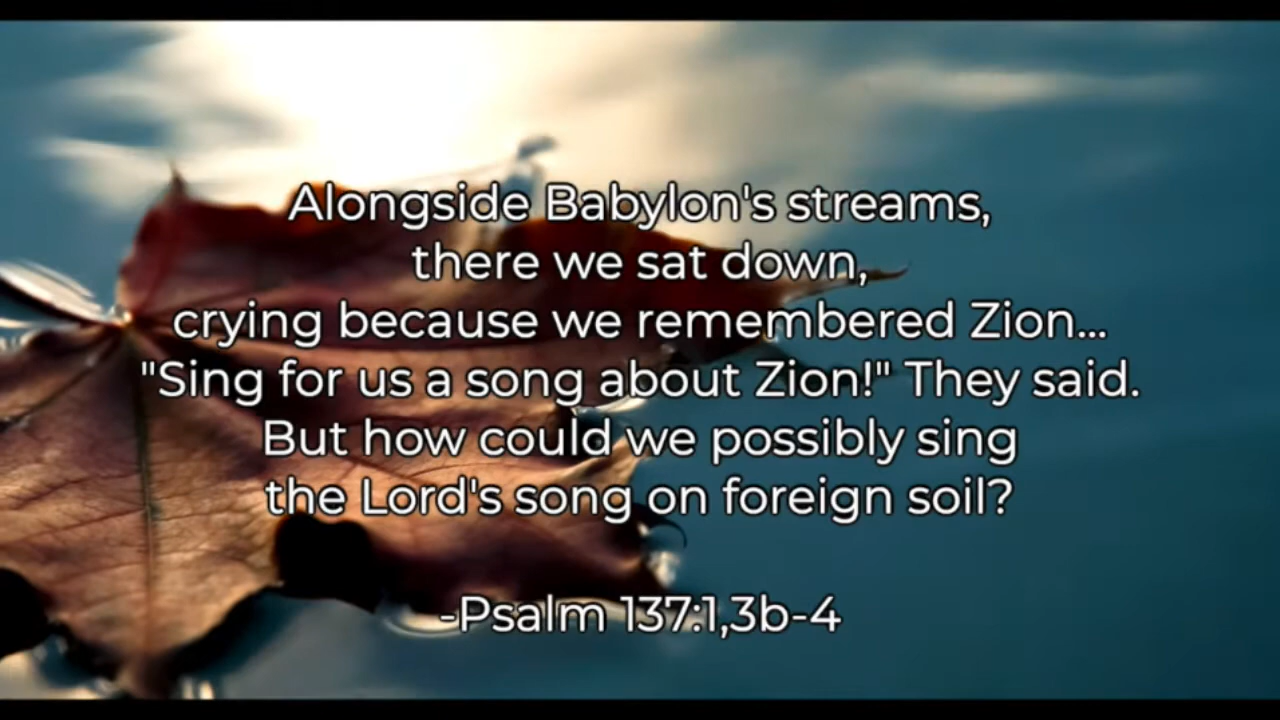 Alongside Babylon's streams,
there we sat down,
crying because we remembered Zion...
"Sing for us a song about Zion!" They said.
But how could we possibly sing
the Lord's song on foreign soil?
-Psalm 137:1,3b-4